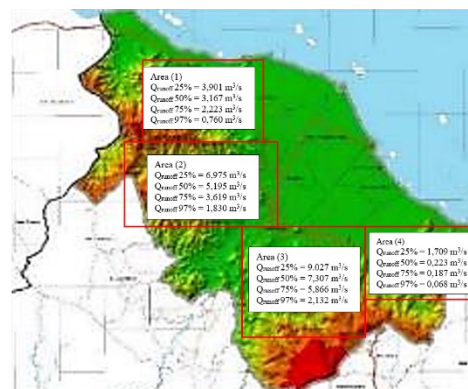 Area (1)
Qrunoff 25% = 3,901 m³/s
Qrunoff 50% = 3,167 m³/s
Qrunoff 75% = 2,223 m³/s
Qrunoff 97% = 0,760 m³/s
Area (2)
Qrunoff 25% = 6,975 m³/s
Qrunoff 50% = 5,195 m³/s
Qrunoff 75% = 3,619 m³/s
Qrunoff 97% = 1,830 m³/s
Area (3)
Qrunoff 25% = 9.027 m³/s
Qrunoff 50% = 7,307 m³/s
Qrunoff 75% = 5,866 m³/s
Qrunoff 97% = 2,132 m³/s
Area (4)
Qrunoff 25% = 1.709 m³/s
Qrunoff 50% = 0,223 m³/s
Qrunoff 75% = 0,187 m³/s
Qrunoff 97% = 0,068 m³/s